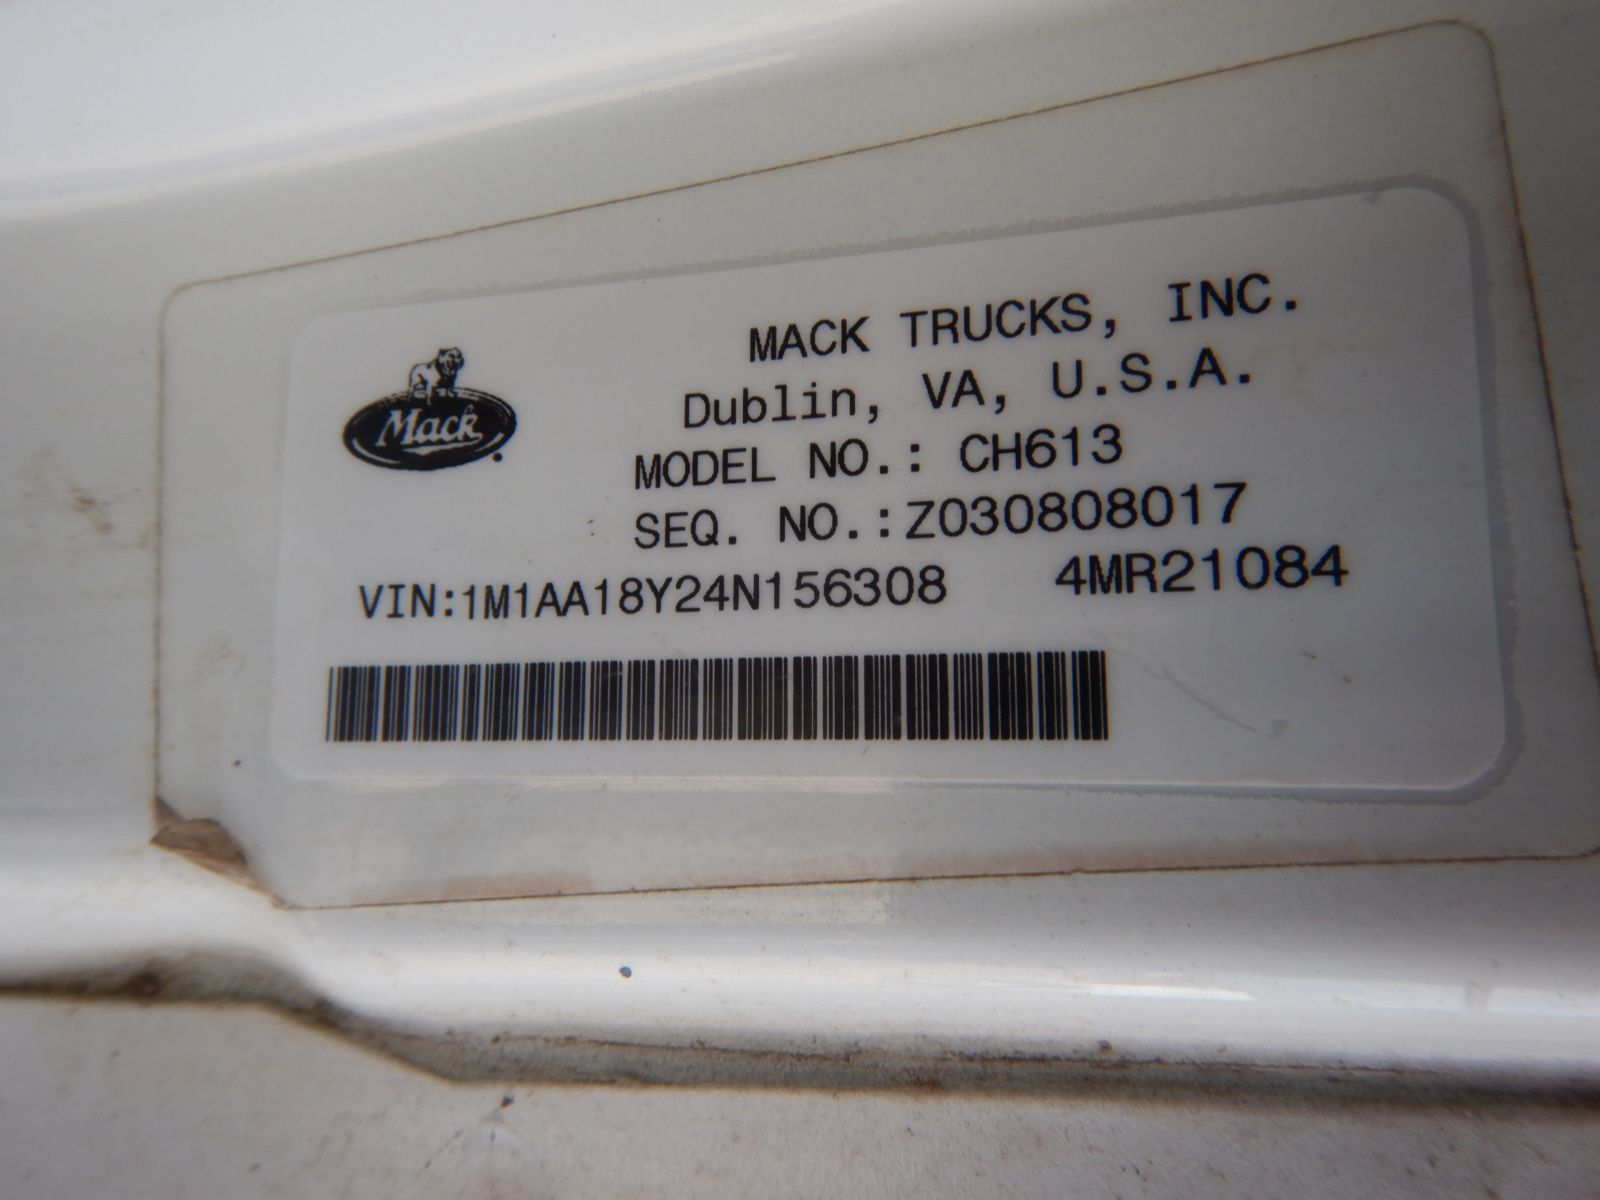 MACK TRUCKS, INC.
Dublin, VA, U.S.A.
Mack
MODEL NO.: CH613
SEQ. NO.:Z030808017
VIN:1M1AA18Y24N156308 4MR21084